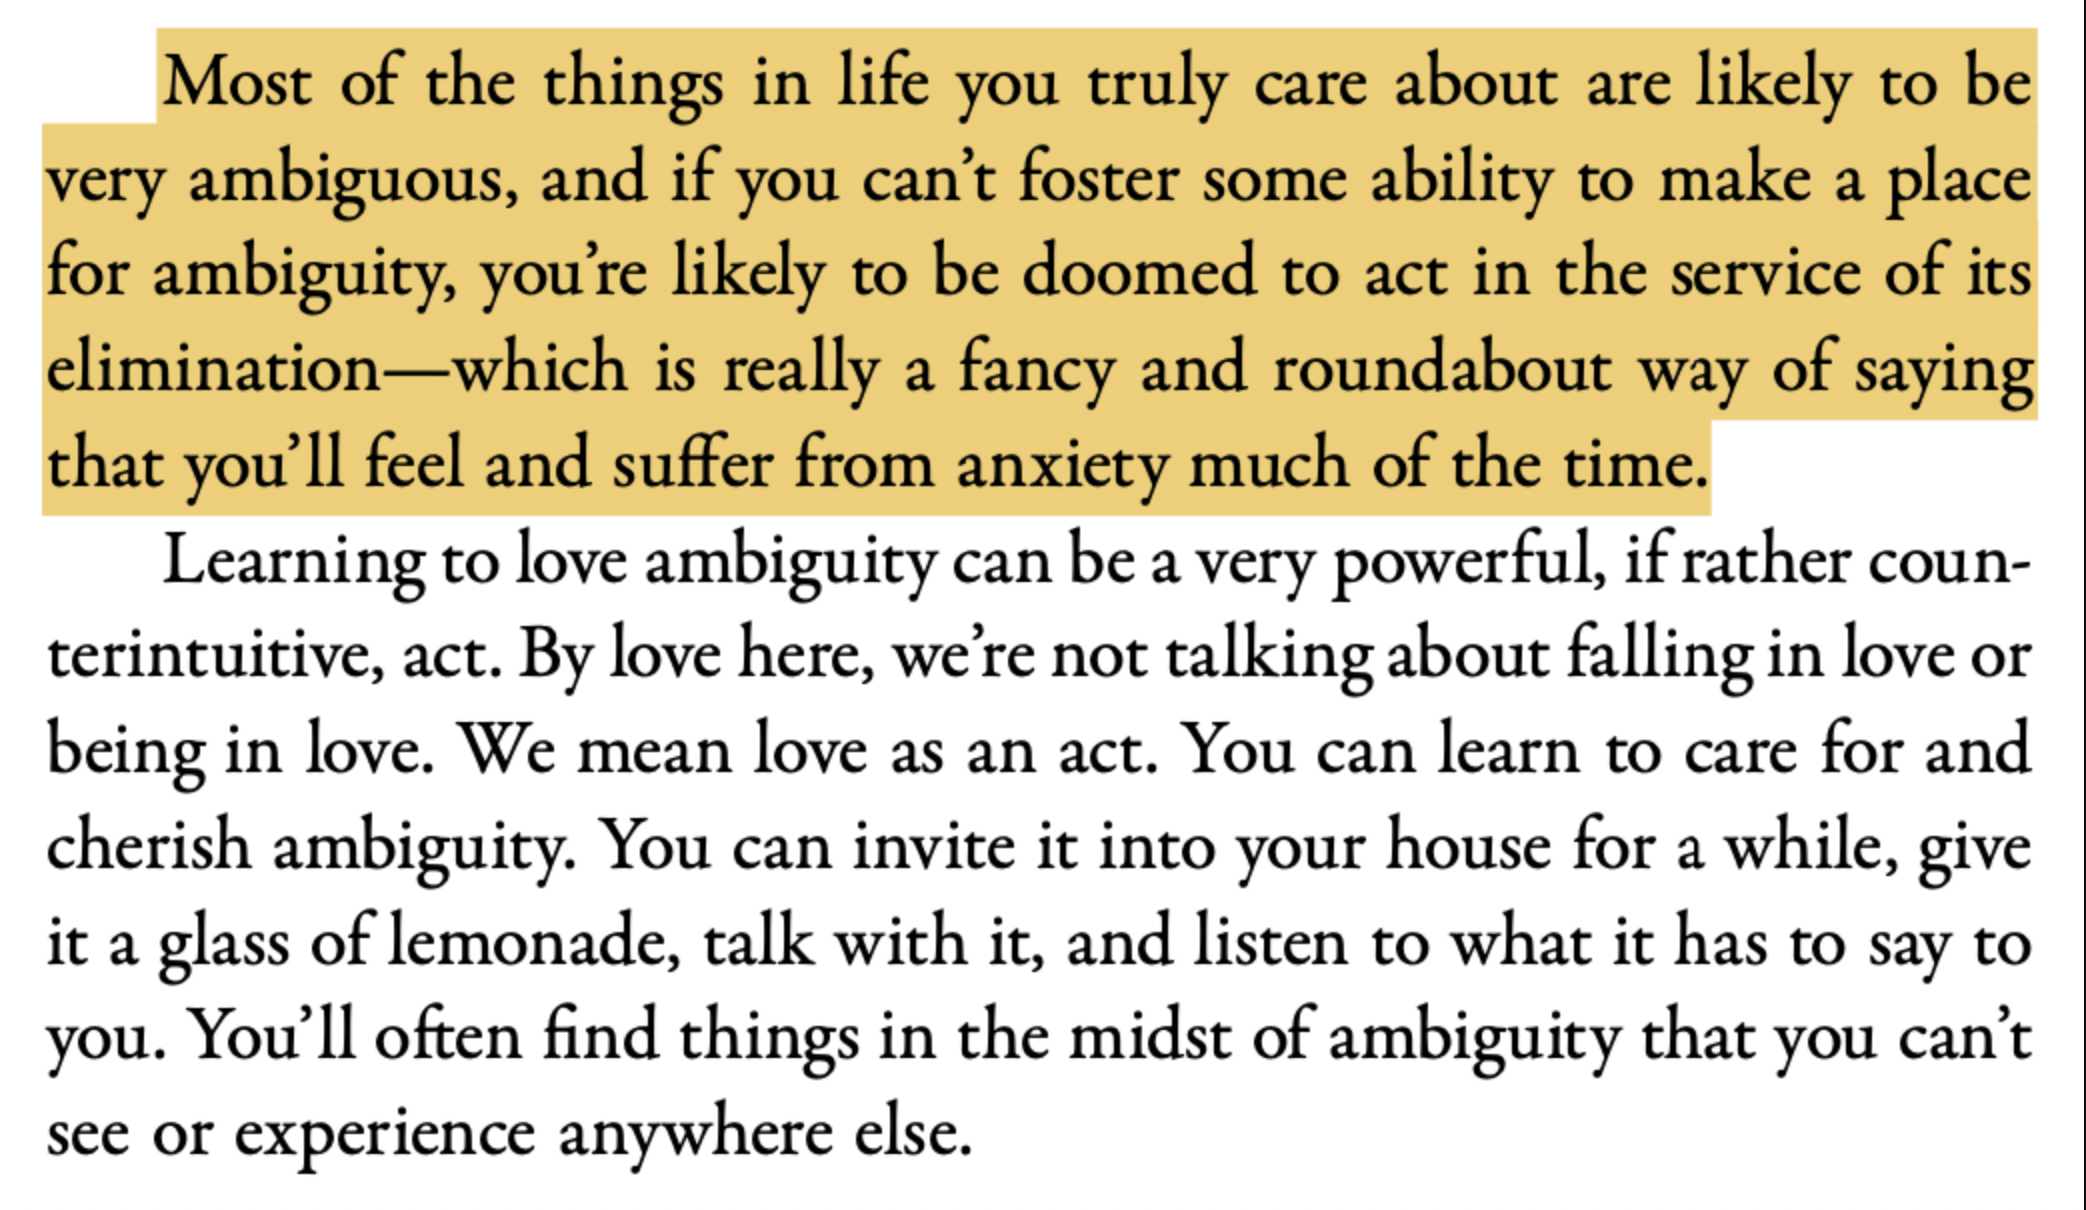 Most of the things in life you truly care about are likely to be
very ambiguous, and if you can’t foster some ability to make a place
for ambiguity, you’re likely to be doomed to act in the service of its
elimination—which is really a fancy and roundabout way of saying
that you’ll feel and suffer from anxiety much of the time.
Learning to love ambiguity can be a very powerful, if rather coun-
terintuitive, act. By love here, we’re not talking about falling in love or
being in love. We mean love as an act. You can learn to care for and
cherish ambiguity. You can invite it into your house for a while, give
it a glass of lemonade, talk with it, and listen to what it has to say to
you. You’ll often find things in the midst of ambiguity that you can’t
see or experience anywhere else.